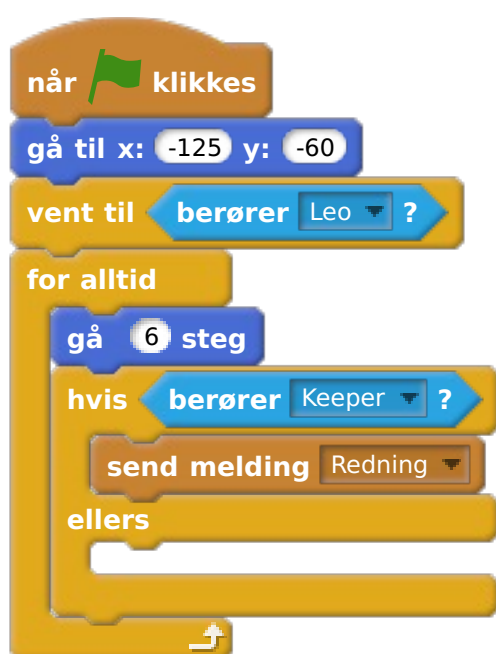 når klikkes
gå til x: -125 y: -60
vent til berører Leo ?
for alltid
gå 6 steg
hvis berører Keeper ?
send melding Redning
ellers